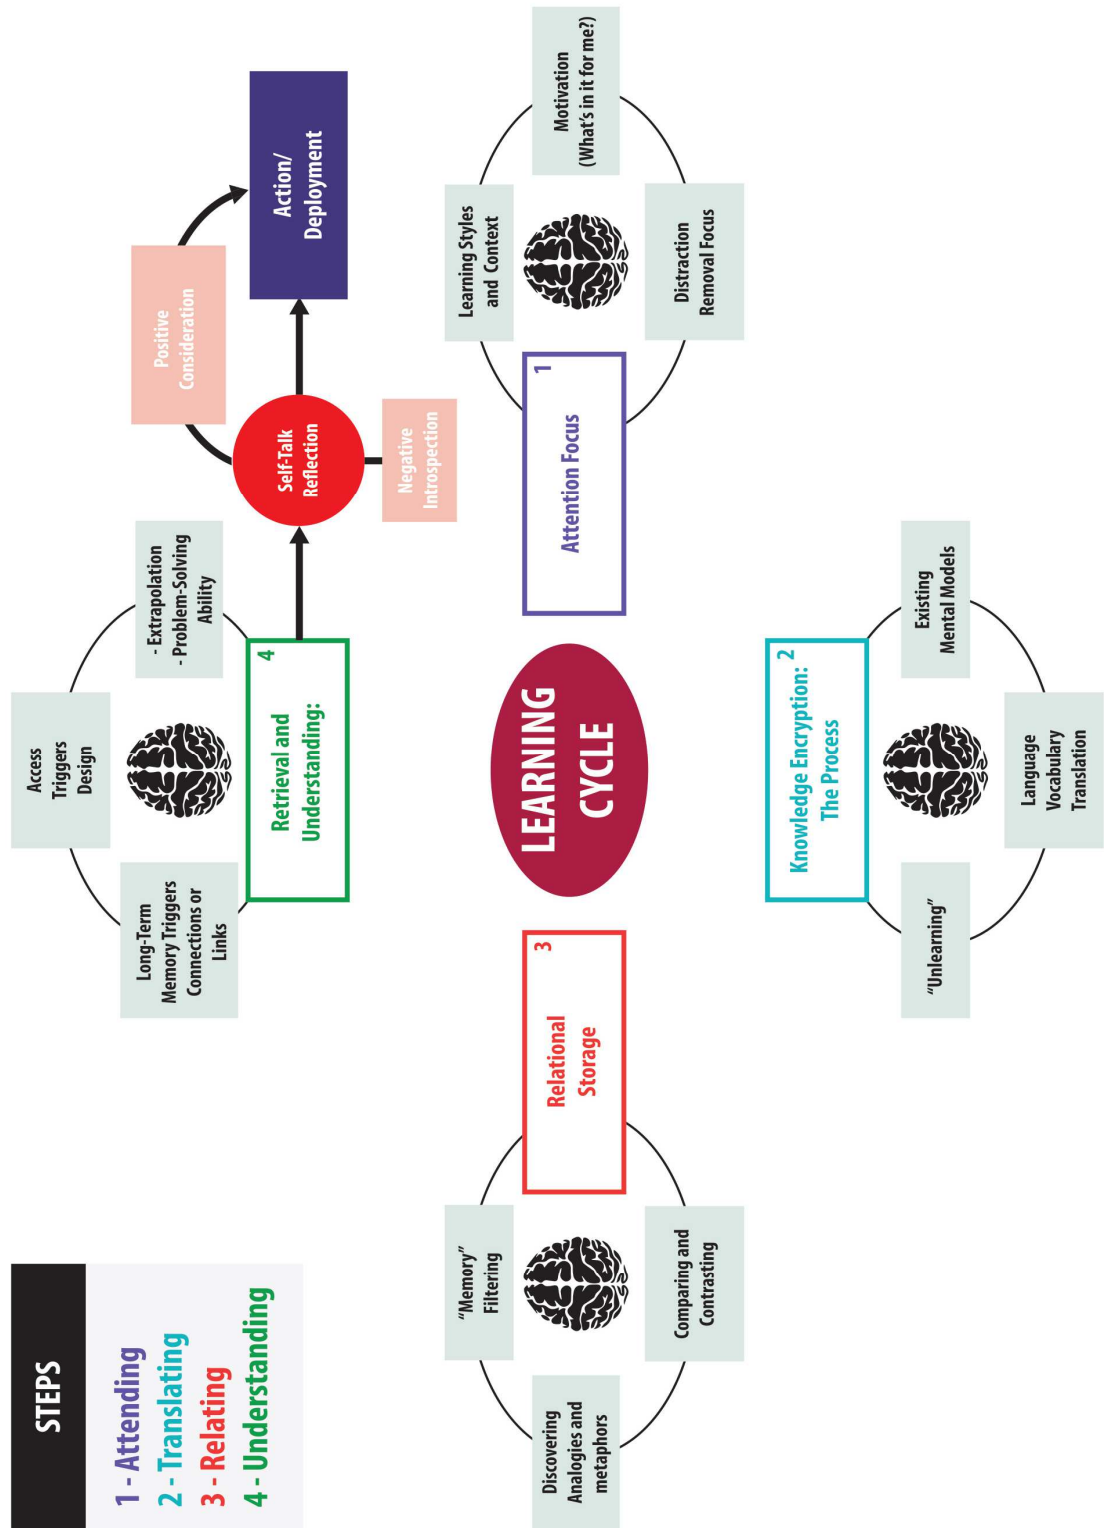 STEPS
1 - Attending
2 - Translating
3 - Relating
4 - Understanding
Long-Term
Memory Triggers
Connections or
Links
Access
Triggers
Design
- Extrapolation
- Problem-Solving
Ability
4
Retrieval and
Understanding:
Self-Talk
Reflection
Positive
Consideration
Negative
Introspection
Action/
Deployment
LEARNING
CYCLE
1
Attention Focus
Learning Styles
and Context
Motivation
(What's in it for me?)
Distraction
Removal Focus
2
Knowledge Encryption:
The Process
Existing
Mental Models
Language
Vocabulary
Translation
“Unlearning”
3
Relational
Storage
“Memory”
Filtering
Discovering
Analogies and
metaphors
Comparing and
Contrasting